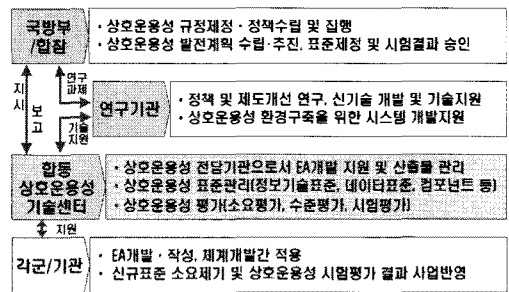 국방부
/합참
· 상호운용성 규정제정 · 정책수립 및 집행
· 상호운용성 발전계획 수립·추진, 표준제정 및 시험결과 승인
지시
보고
연구
과제
기술
지원
연구기관
· 정책 및 제도개선 연구, 신기술 개발 및 기술지원
· 상호운용성 환경구축을 위한 시스템 개발지원
합동
상호운용성
기술센터
· 상호운용성 전담기관으로서 EA개발 지원 및 산출물 관리
· 상호운용성 표준관리(정보기술표준, 데이터표준, 컴포넌트 등)
· 상호운용성 평가(소요평가, 수준평가, 시험평가)
지원
각군/기관
· EA개발 · 작성, 체계개발간 적용
· 신규표준 소요제기 및 상호운용성 시험평가 결과 사업반영